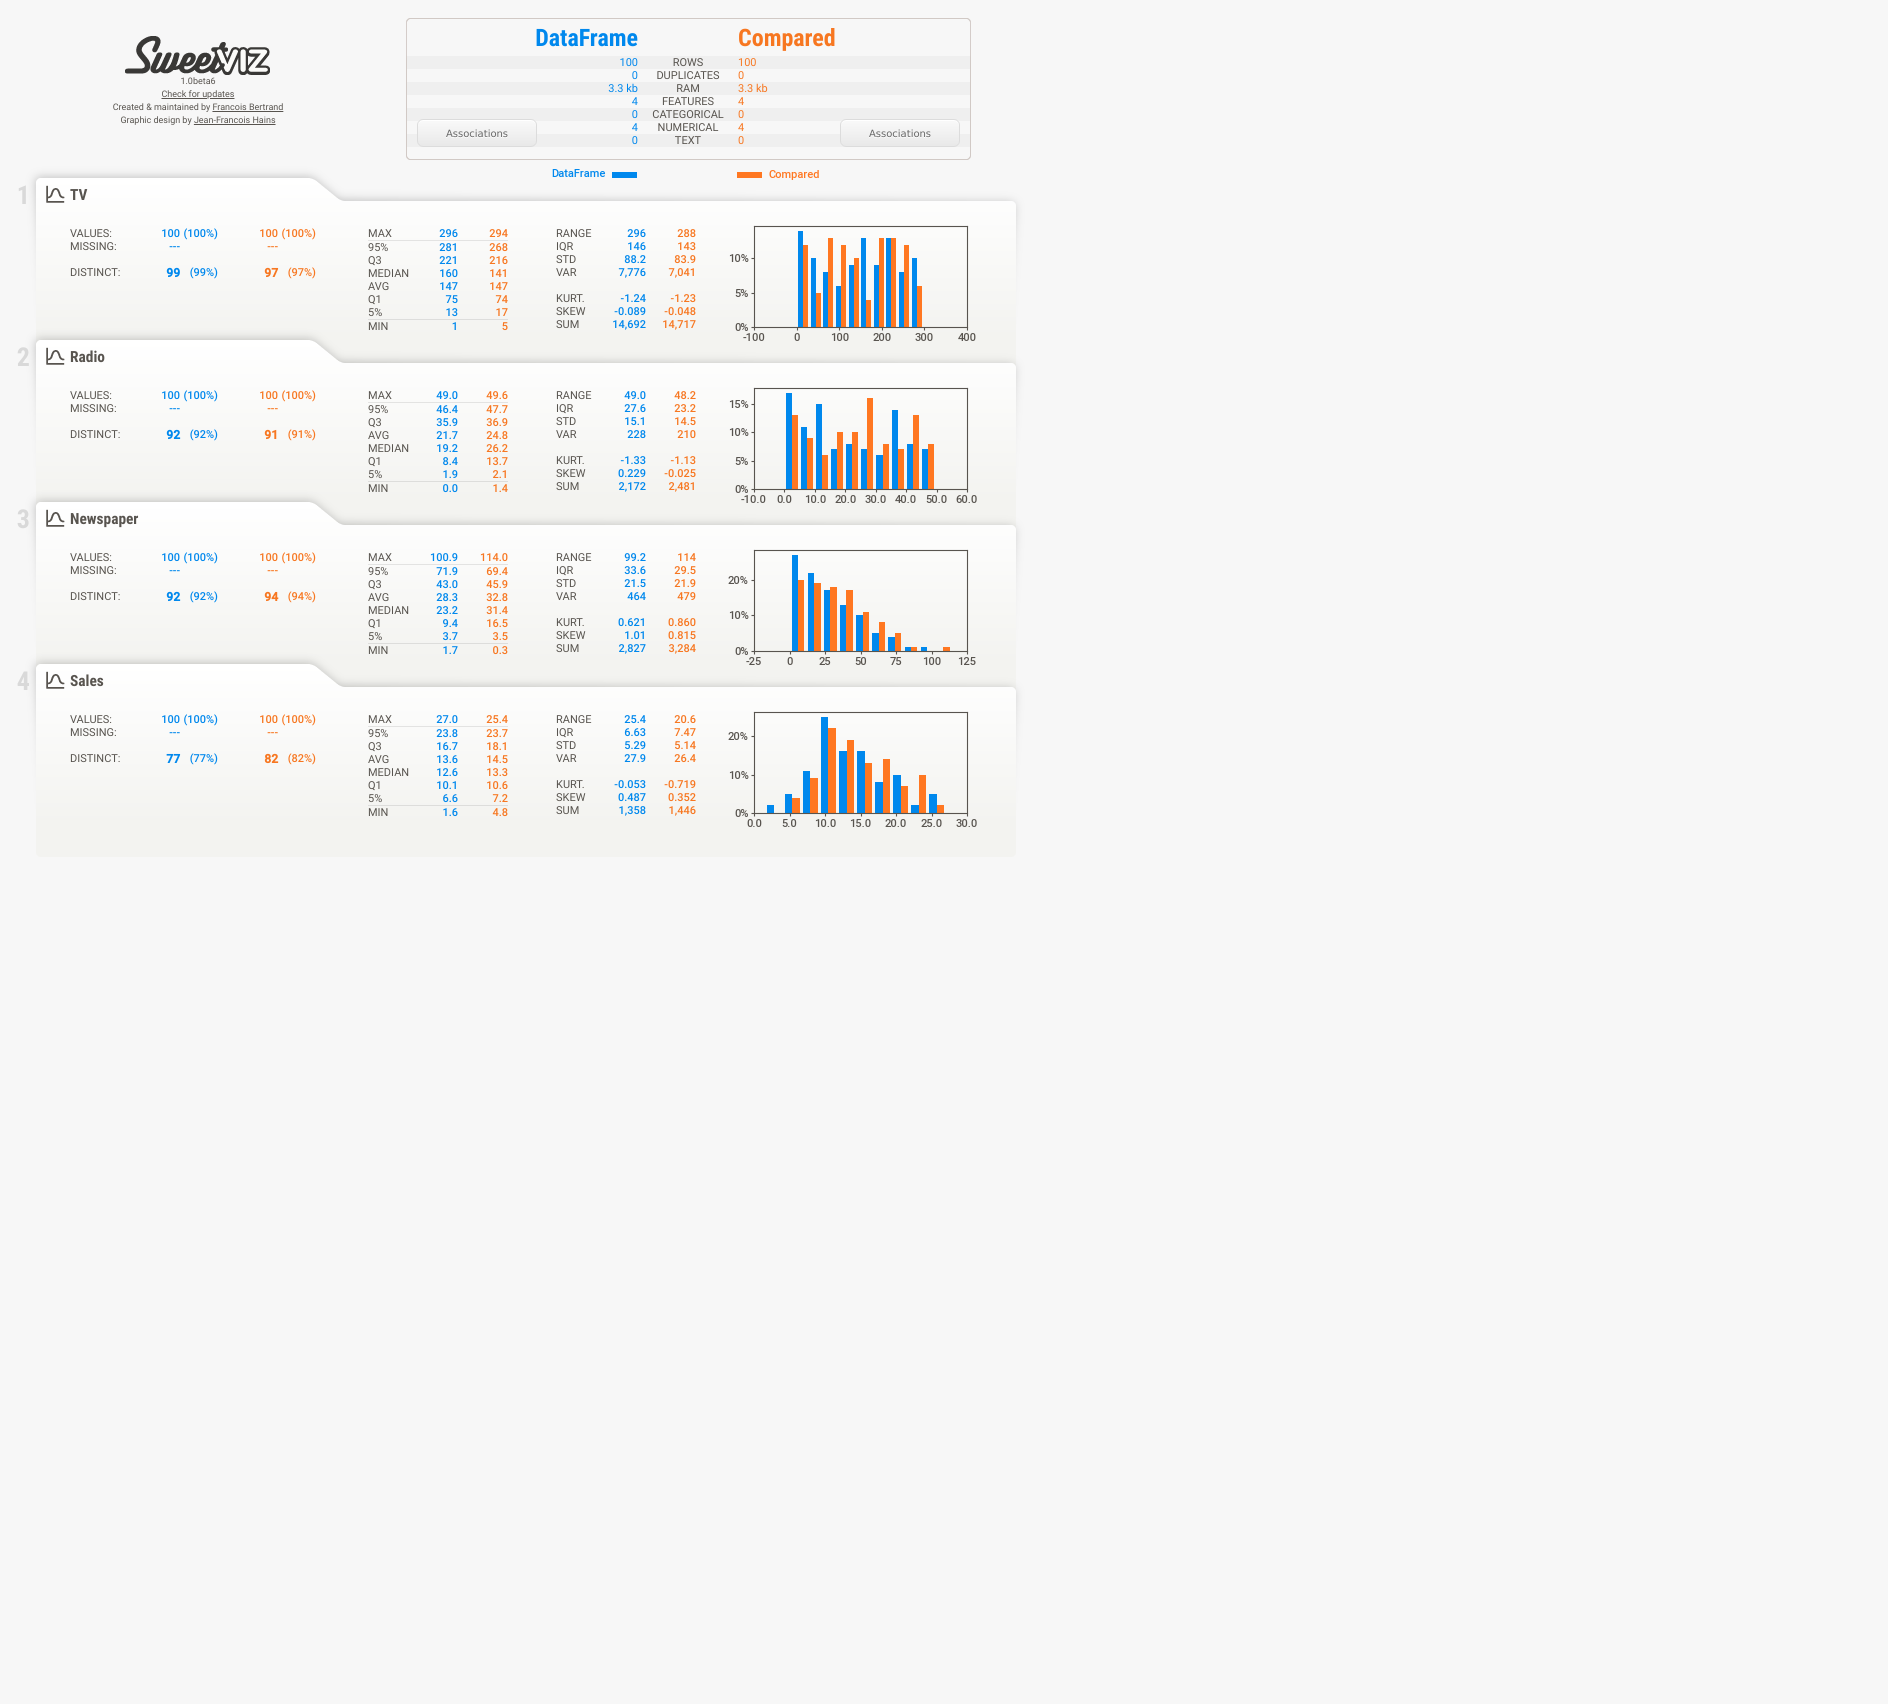 SweetVIZ
1.0beta6
Check for updates
Created & maintained by Francois Bertrand
Graphic design by Jean-Francois Hains
DataFrame Compared
100 ROWS 100
0 DUPLICATES 0
3.3 kb RAM 3.3 kb
4 FEATURES 4
0 CATEGORICAL 0
4 NUMERICAL 4
0 TEXT 0
Associations Associations
DataFrame Compared
1 TV
VALUES: 100 (100%) 100 (100%)
MISSING: --- ---
DISTINCT: 99 (99%) 97 (97%)
MAX 296 294
95% 281 268
Q3 221 216
MEDIAN 160 141
AVG 147 147
Q1 75 74
5% 13 17
MIN 1 5
RANGE 296 288
IQR 146 143
STD 88.2 83.9
VAR 7,776 7,041
KURT. -1.24 -1.23
SKEW -0.089 -0.048
SUM 14,692 14,717
10%
5%
0%
-100 0 100 200 300 400
2 Radio
VALUES: 100 (100%) 100 (100%)
MISSING: --- ---
DISTINCT: 92 (92%) 91 (91%)
MAX 49.0 49.6
95% 46.4 47.7
Q3 35.9 36.9
AVG 21.7 24.8
MEDIAN 19.2 26.2
Q1 8.4 13.7
5% 1.9 2.1
MIN 0.0 1.4
RANGE 49.0 48.2
IQR 27.6 23.2
STD 15.1 14.5
VAR 228 210
KURT. -1.33 -1.13
SKEW 0.229 -0.025
SUM 2,172 2,481
15%
10%
5%
0%
-10.0 0.0 10.0 20.0 30.0 40.0 50.0 60.0
3 Newspaper
VALUES: 100 (100%) 100 (100%)
MISSING: --- ---
DISTINCT: 92 (92%) 94 (94%)
MAX 100.9 114.0
95% 71.9 69.4
Q3 43.0 45.9
AVG 28.3 32.8
MEDIAN 23.2 31.4
Q1 9.4 16.5
5% 3.7 3.5
MIN 1.7 0.3
RANGE 99.2 114
IQR 33.6 29.5
STD 21.5 21.9
VAR 464 479
KURT. 0.621 0.860
SKEW 1.01 0.815
SUM 2,827 3,284
20%
10%
0%
-25 0 25 50 75 100 125
4 Sales
VALUES: 100 (100%) 100 (100%)
MISSING: --- ---
DISTINCT: 77 (77%) 82 (82%)
MAX 27.0 25.4
95% 23.8 23.7
Q3 16.7 18.1
AVG 13.6 14.5
MEDIAN 12.6 13.3
Q1 10.1 10.6
5% 6.6 7.2
MIN 1.6 4.8
RANGE 25.4 20.6
IQR 6.63 7.47
STD 5.29 5.14
VAR 27.9 26.4
KURT. -0.053 -0.719
SKEW 0.487 0.352
SUM 1,358 1,446
20%
10%
0%
0.0 5.0 10.0 15.0 20.0 25.0 30.0